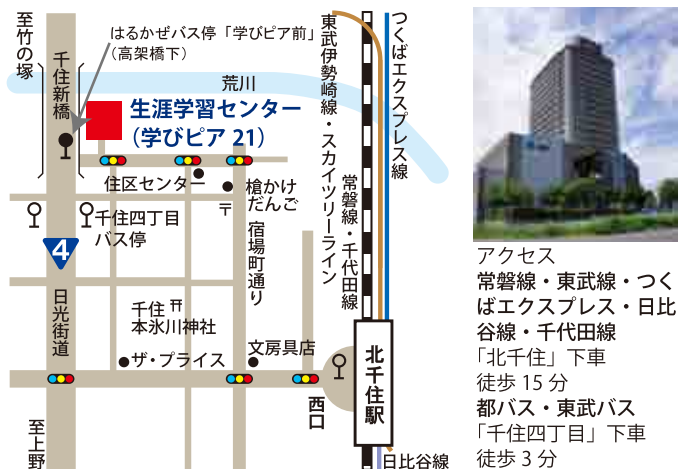 至竹の塚
千住新橋
はるかぜバス停「学びピア前」
（高架橋下）
荒川
生涯学習センター
（学びピア 21）
東武伊勢崎線・スカイツリーライン
つくばエクスプレス線
常磐線・千代田線
住区センター
槍かけ
だんご
〒
千住四丁目
バス停
宿場町通り
4
日光街道
千住
本氷川神社
ザ・プライス
文房具店
北千住駅
西口
至上野
日比谷線
アクセス
常磐線・東武線・つく
ばエクスプレス・日比
谷線・千代田線
「北千住」下車
徒歩 15 分
都バス・東武バス
「千住四丁目」下車
徒歩 3 分